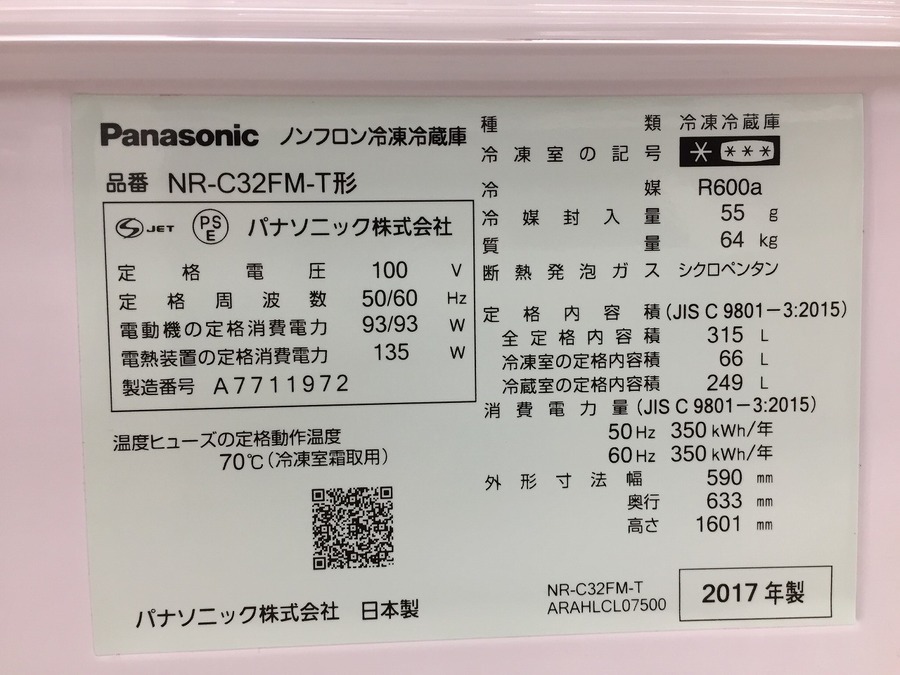 Panasonic ノンフロン冷凍冷蔵庫
品番 NR-C32FM-T形
S JET PSE パナソニック株式会社
定格電圧 100 V
定格周波数 50/60 Hz
電動機の定格消費電力 93/93 W
電熱装置の定格消費電力 135 W
製造番号 A7711972
温度ヒューズの定格動作温度
70℃(冷凍室霜取用)
パナソニック株式会社 日本製
種類 冷凍冷蔵庫
冷凍室の記号 * ***
冷媒 R600a
冷媒封入量 55 g
質量 64 kg
断熱発泡ガス シクロペンタン
定格内容積 (JIS C 9801-3:2015)
全定格内容積 315 L
冷凍室の定格内容積 66 L
冷蔵室の定格内容積 249 L
消費電力量 (JIS C 9801-3:2015)
50Hz 350kWh/年
60Hz 350kWh/年
外形寸法幅 590 mm
奥行 633 mm
高さ 1601 mm
NR-C32FM-T
ARAHLCL07500
2017年製